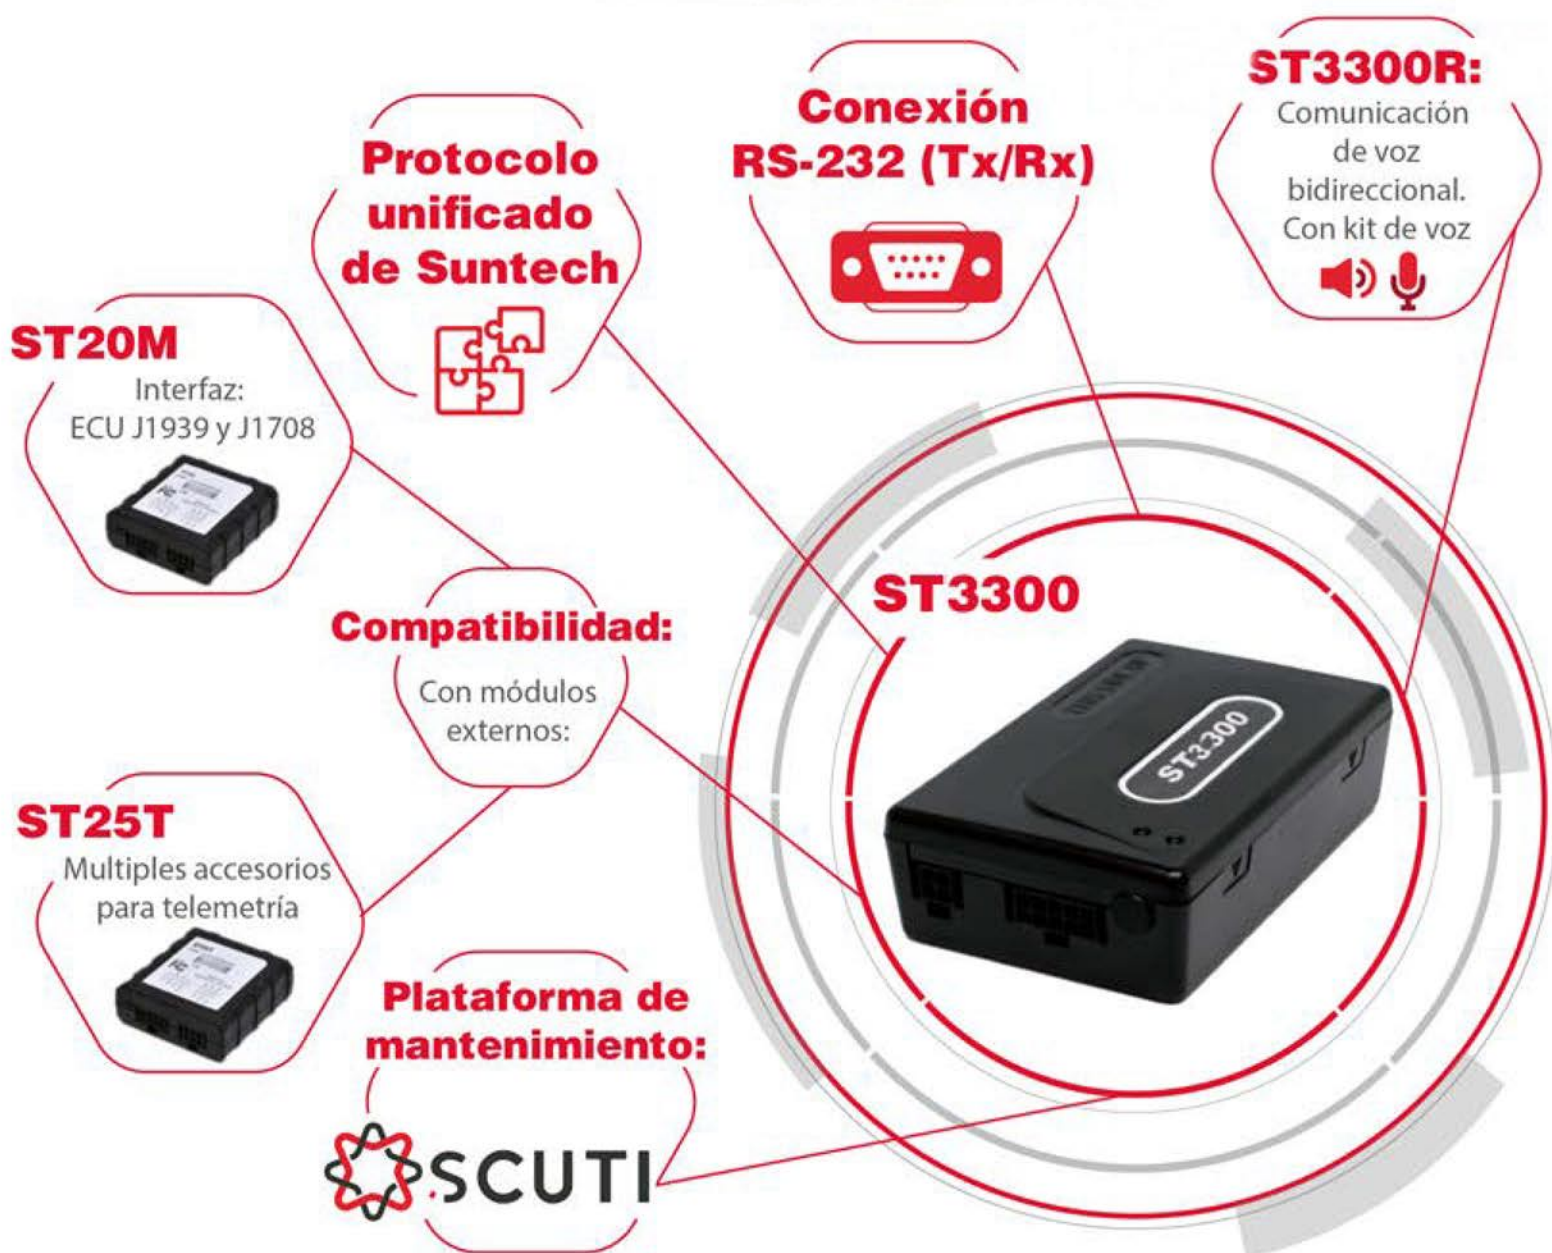 ST3300R:
Comunicación
de voz
bidireccional.
Con kit de voz
Conexión
RS-232 (Tx/Rx)
Protocolo
unificado
de Suntech
ST20M
Interfaz:
ECU J1939 y J1708
Compatibilidad:
Con módulos
externos:
ST25T
Multiples accesorios
para telemetría
Plataforma de
mantenimiento:
SCUTI
ST3300
ST3300